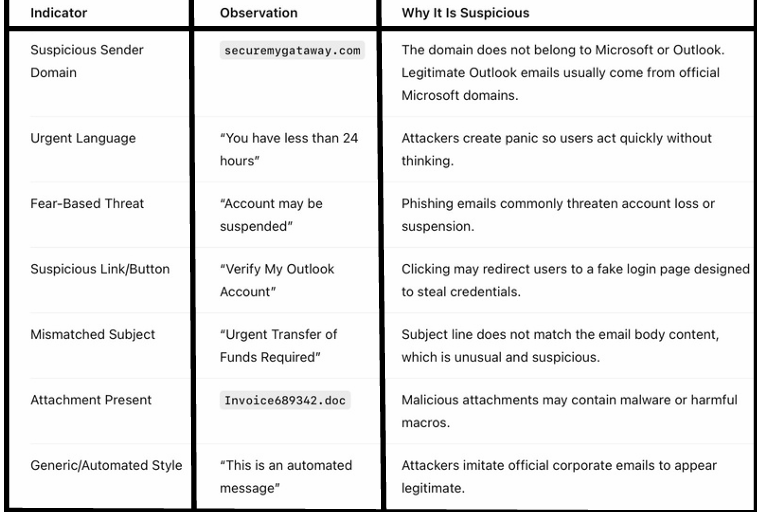 Indicator Observation Why It Is Suspicious
Suspicious Sender securemygataway.com The domain does not belong to Microsoft or Outlook.
Domain Legitimate Outlook emails usually come from official
Microsoft domains.
Urgent Language “You have less than 24 Attackers create panic so users act quickly without
hours” thinking.
Fear-Based Threat “Account may be Phishing emails commonly threaten account loss or
suspended” suspension.
Suspicious Link/Button “Verify My Outlook Clicking may redirect users to a fake login page designed
Account” to steal credentials.
Mismatched Subject “Urgent Transfer of Subject line does not match the email body content,
Funds Required” which is unusual and suspicious.
Attachment Present Invoice689342.doc Malicious attachments may contain malware or harmful
macros.
Generic/Automated Style “This is an automated Attackers imitate official corporate emails to appear
message” legitimate.